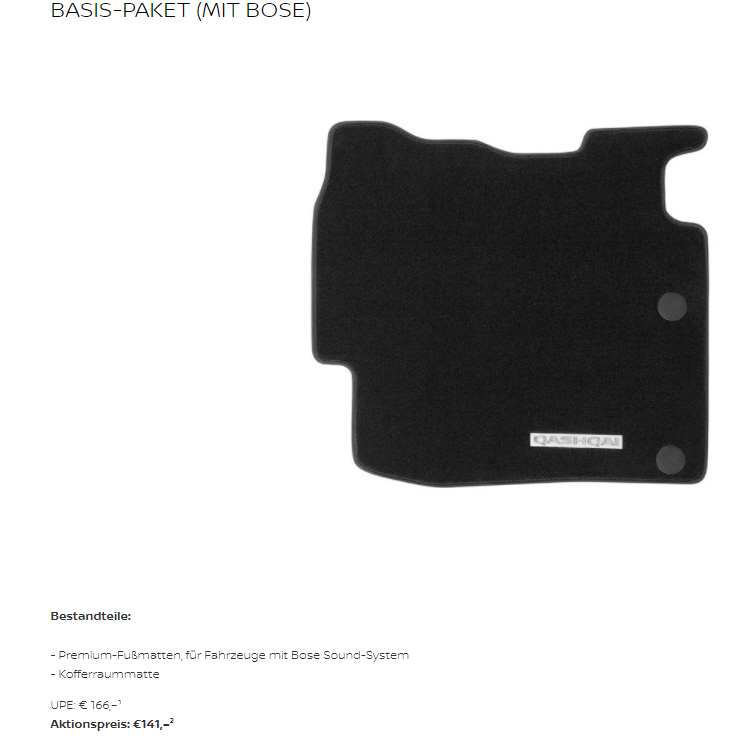 BASIS-PAKET (MIT BOSE)
QASHQAI
Bestandteile:
- Premium-Fußmatten, für Fahrzeuge mit Bose Sound-System
- Kofferraummatte
UPE: € 166,–¹
Aktionspreis: €141,–²